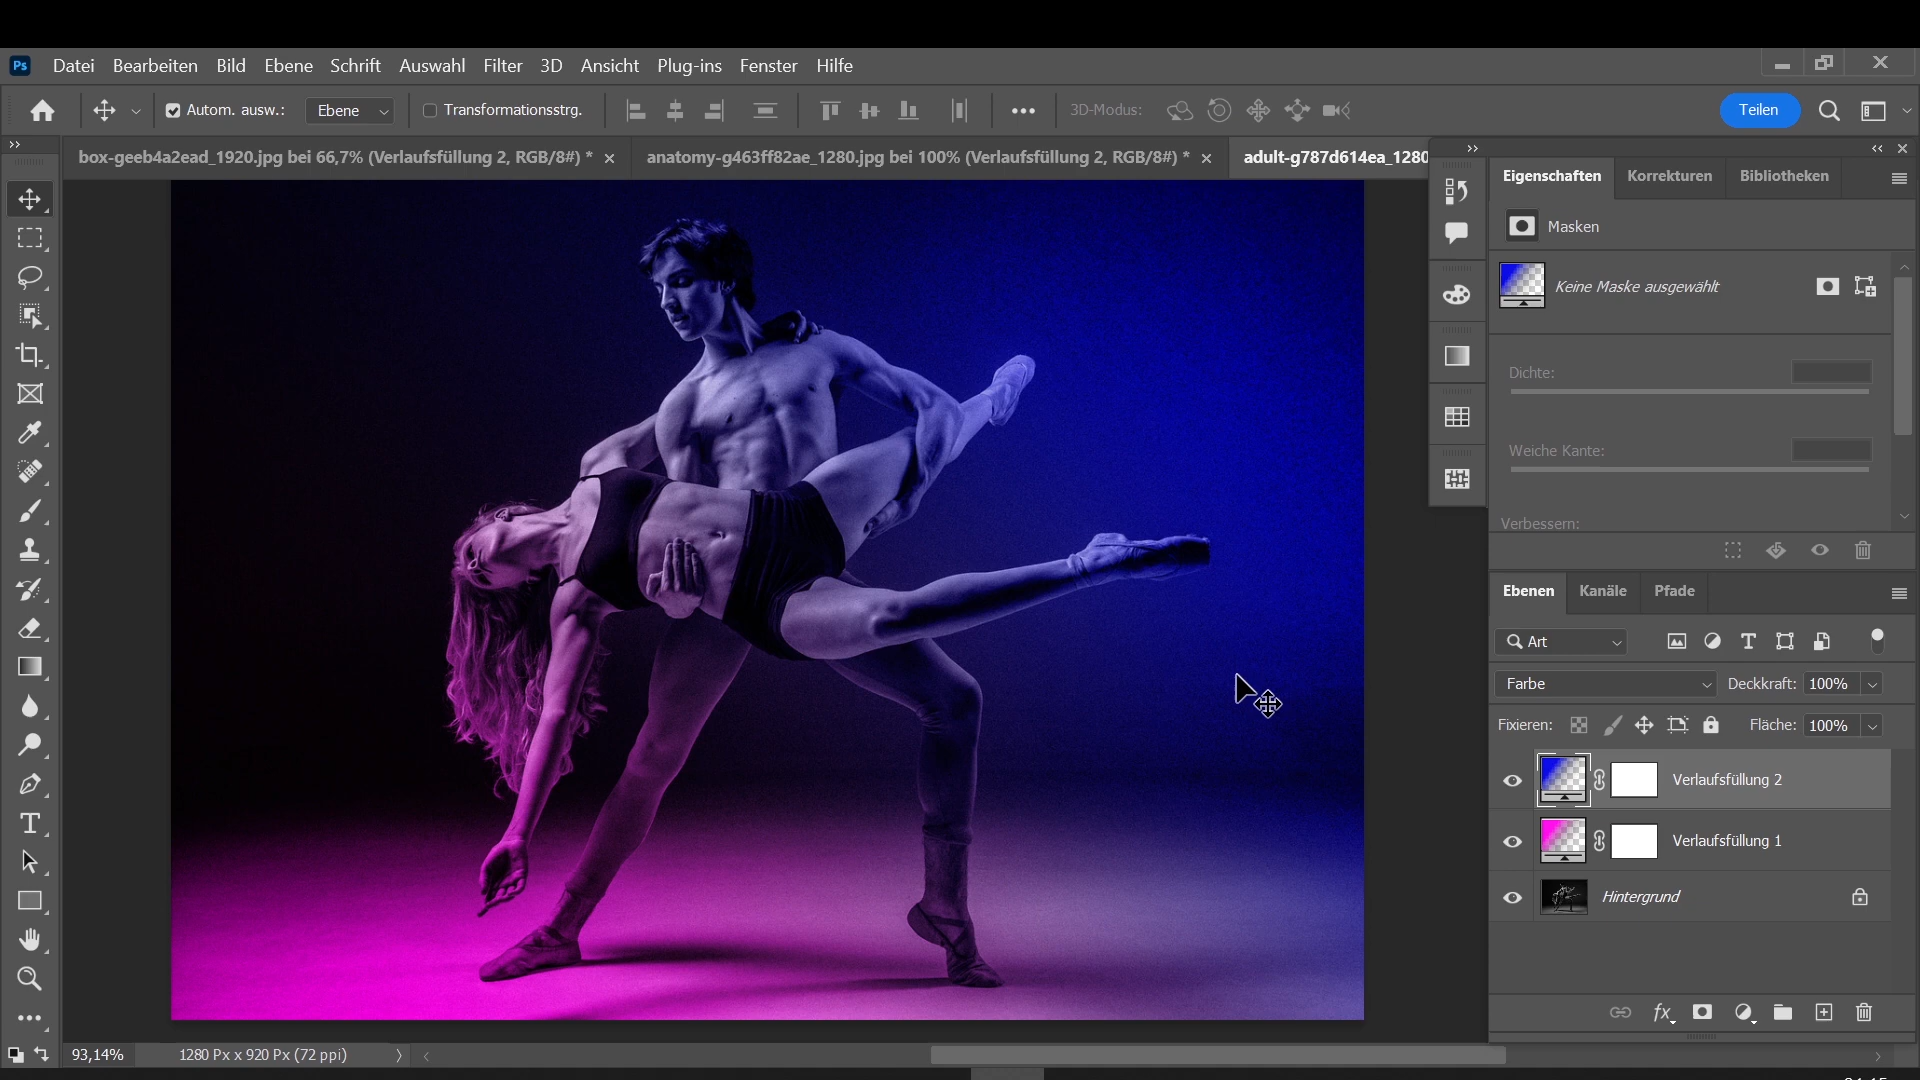 Ps Datei Bearbeiten Bild Ebene Schrift Auswahl Filter 3D Ansicht Plug-ins Fenster Hilfe
Autom. ausw.: Ebene Transformationsstrg. 3D-Modus: Teilen
box-geeb4a2ead_1920.jpg bei 66,7% (Verlaufsfüllung 2, RGB/8#) * anatomy-g463ff82ae_1280.jpg bei 100% (Verlaufsfüllung 2, RGB/8#) * adult-g787d614ea_1280
Eigenschaften Korrekturen Bibliotheken
Masken
Keine Maske ausgewählt
Dichte:
Weiche Kante:
Verbessern:
Ebenen Kanäle Pfade
Art
Farbe Deckkraft: 100%
Fixieren: Fläche: 100%
Verlaufsfüllung 2
Verlaufsfüllung 1
Hintergrund
fx
93,14% 1280 Px x 920 Px (72 ppi)